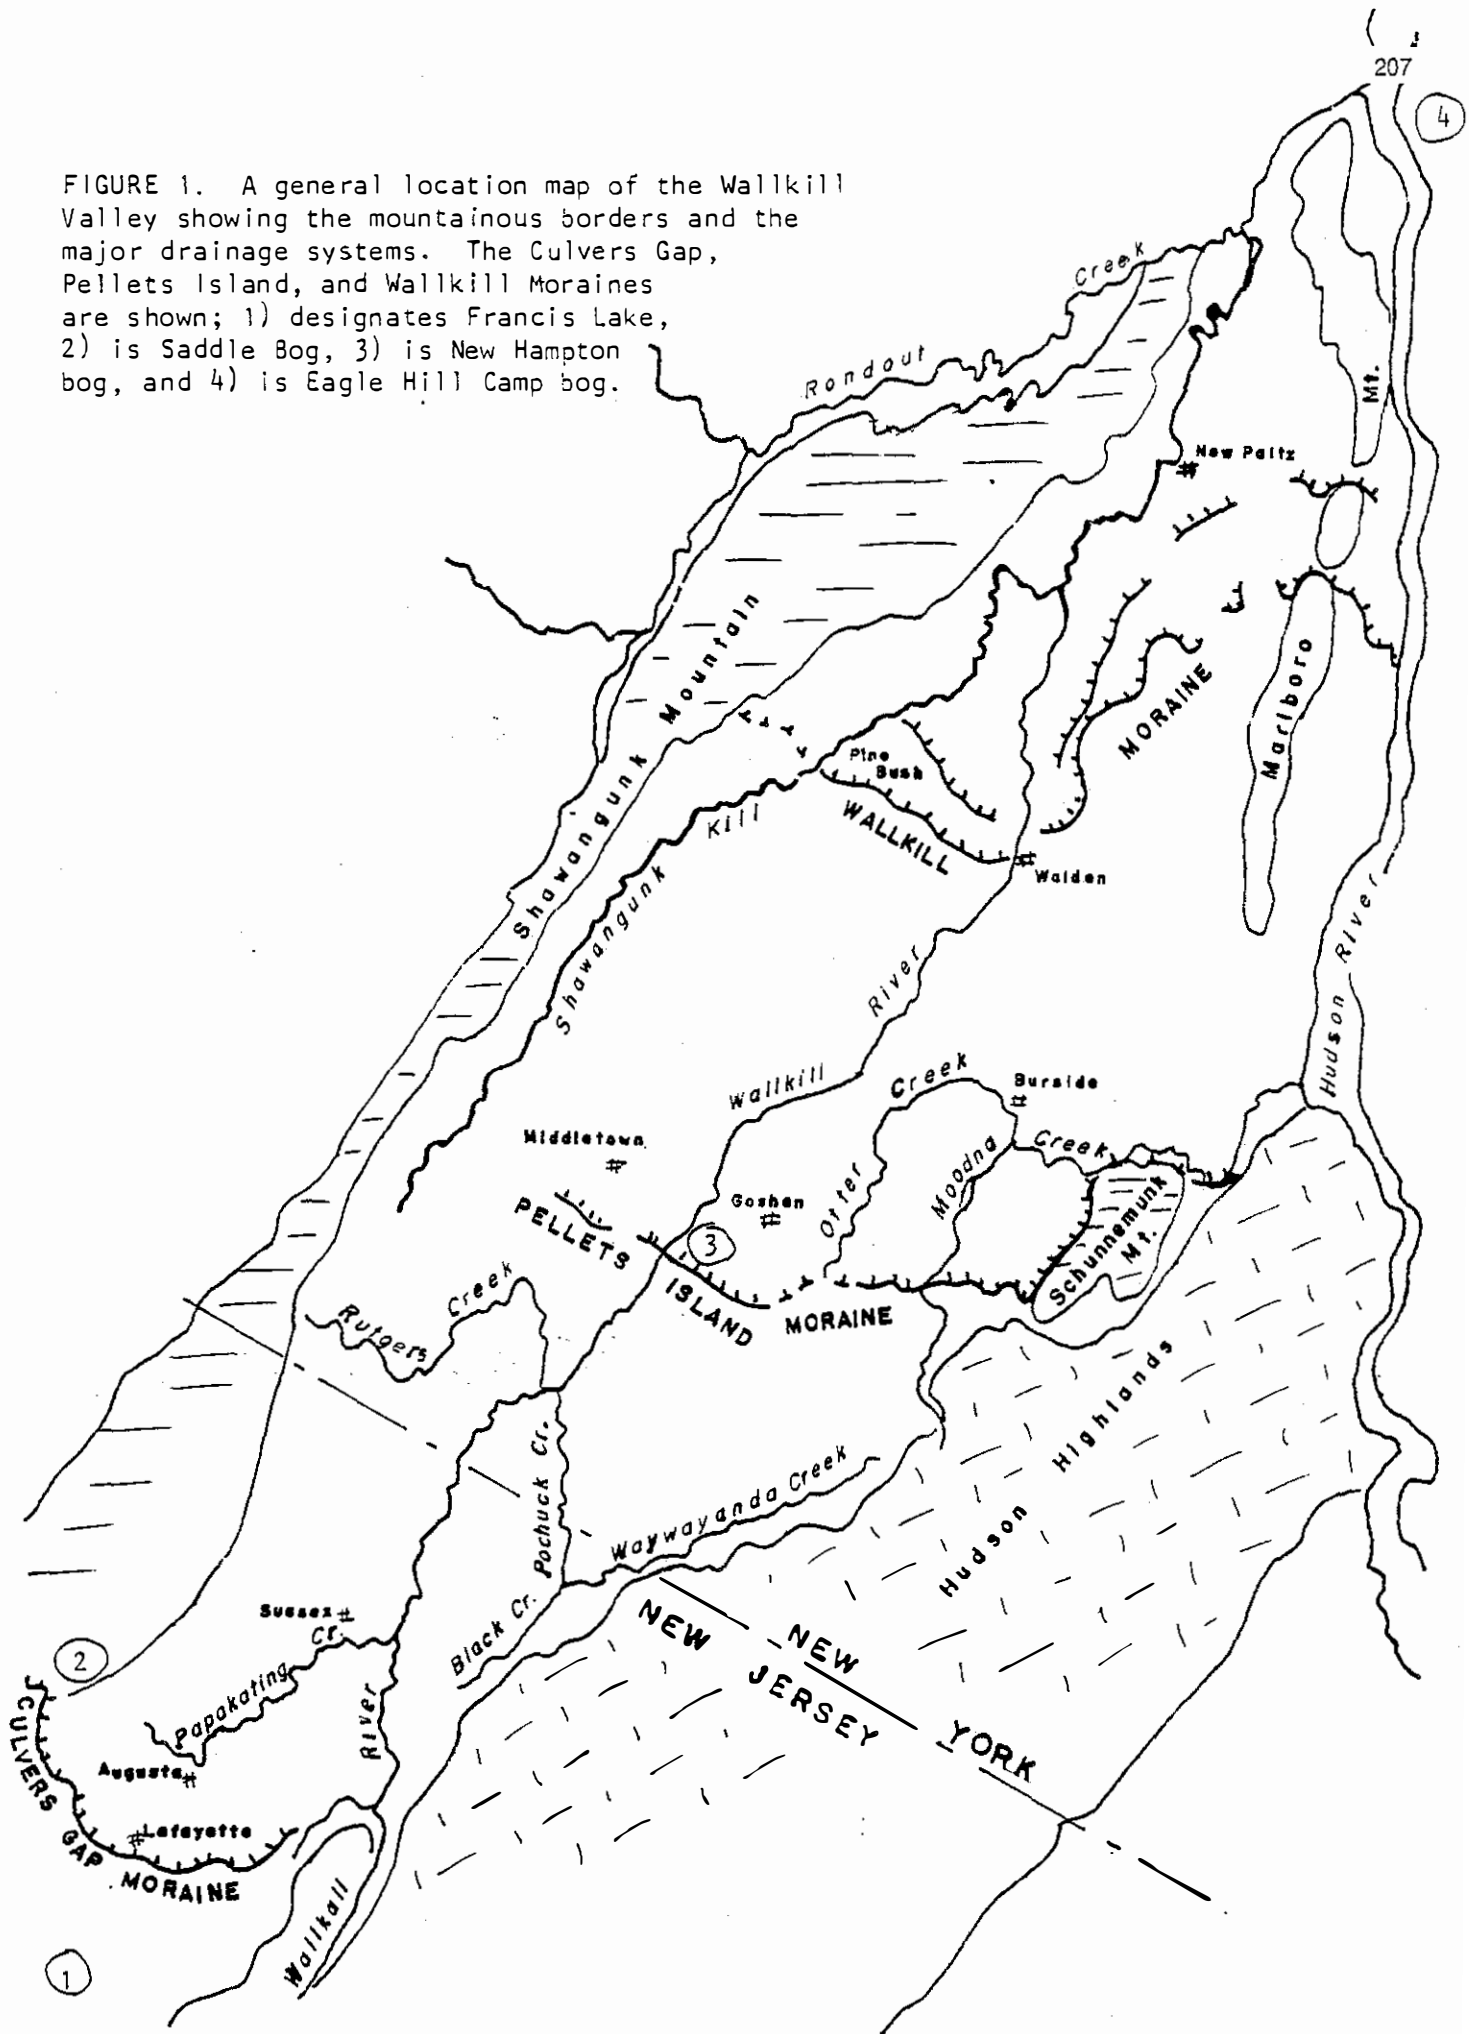 207
4
FIGURE 1. A general location map of the Wallkill
Valley showing the mountainous borders and the
major drainage systems. The Culvers Gap,
Pellets Island, and Wallkill Moraines
are shown; 1) designates Francis Lake,
2) is Saddle Bog, 3) is New Hampton
bog, and 4) is Eagle Hill Camp bog.
Rondout Creek
Mt.
New Paltz
Shawangunk Mountain
MORAINE
Marlboro
Pine
Bush
WALLKILL
Walden
Shawangunk Kill
Hudson River
Wallkill River
Otter Creek
Burside
Middletown
Goshen
Moodna Creek
Schunnemunk
Mt.
3
PELLETS ISLAND MORAINE
Rutgers Creek
Hudson Highlands
Pochuck Cr.
Waywayanda Creek
Black Cr.
Sussex
Papakating Cr.
NEW JERSEY
NEW YORK
2
River
Augusta
Lafayette
CULVERS GAP MORAINE
Wallkall
1